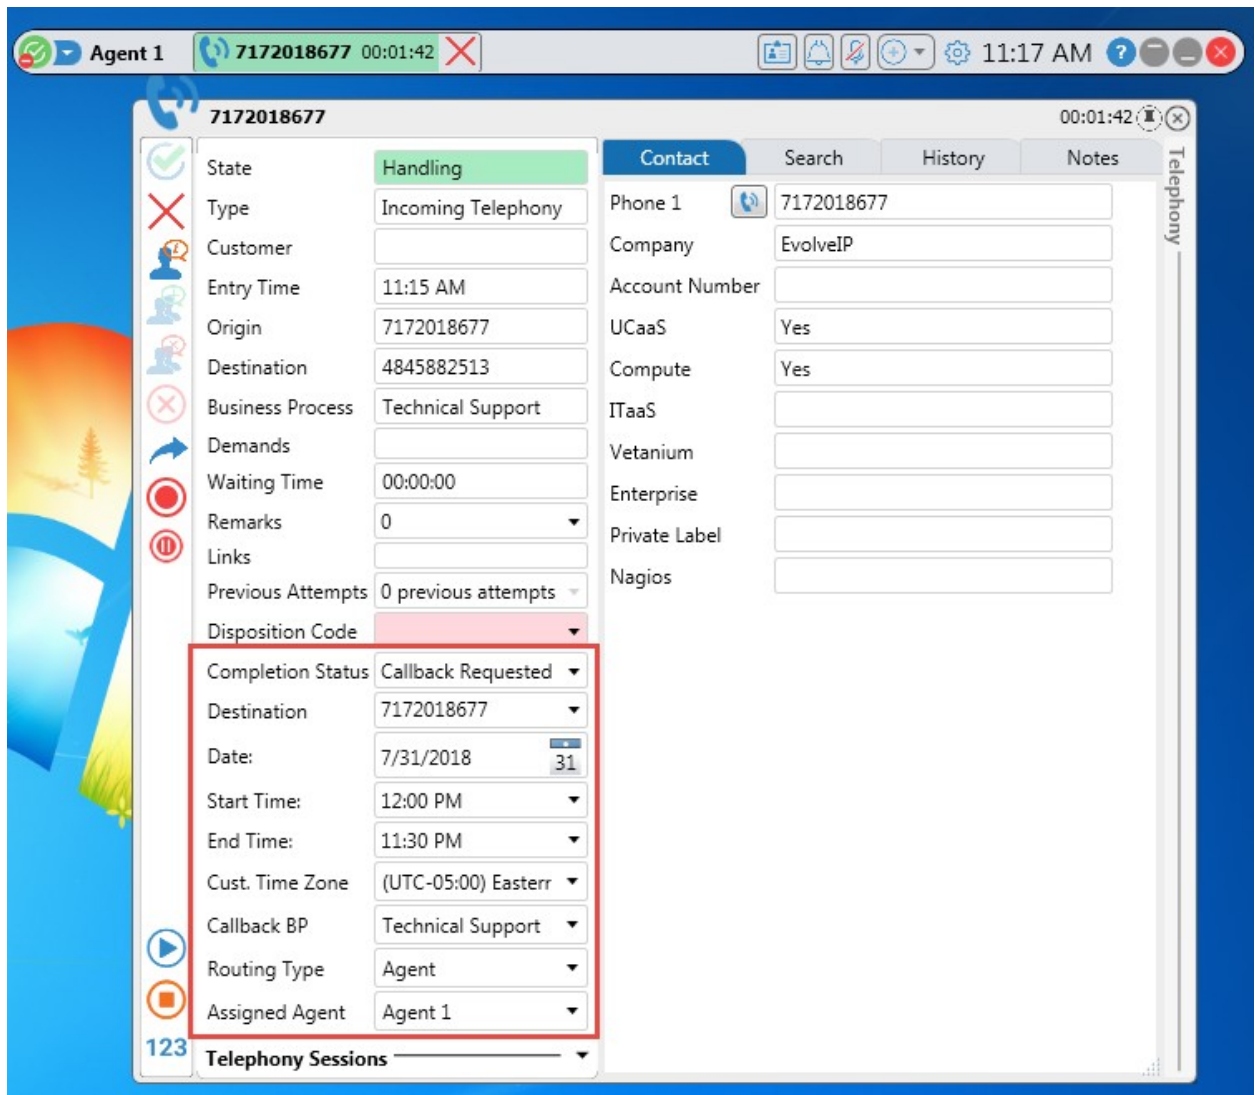 Agent 1
7172018677 00:01:42
11:17 AM
?
7172018677
00:01:42
State Handling
Type Incoming Telephony
Customer
Entry Time 11:15 AM
Origin 7172018677
Destination 4845882513
Business Process Technical Support
Demands
Waiting Time 00:00:00
Remarks 0
Links
Previous Attempts 0 previous attempts
Disposition Code
Completion Status Callback Requested
Destination 7172018677
Date: 7/31/2018 31
Start Time: 12:00 PM
End Time: 11:30 PM
Cust. Time Zone (UTC-05:00) Easterr
Callback BP Technical Support
Routing Type Agent
Assigned Agent Agent 1
123
Telephony Sessions
Contact Search History Notes
Phone 1 7172018677
Company EvolveIP
Account Number
UCaaS Yes
Compute Yes
ITaaS
Vetanium
Enterprise
Private Label
Nagios
Telephony